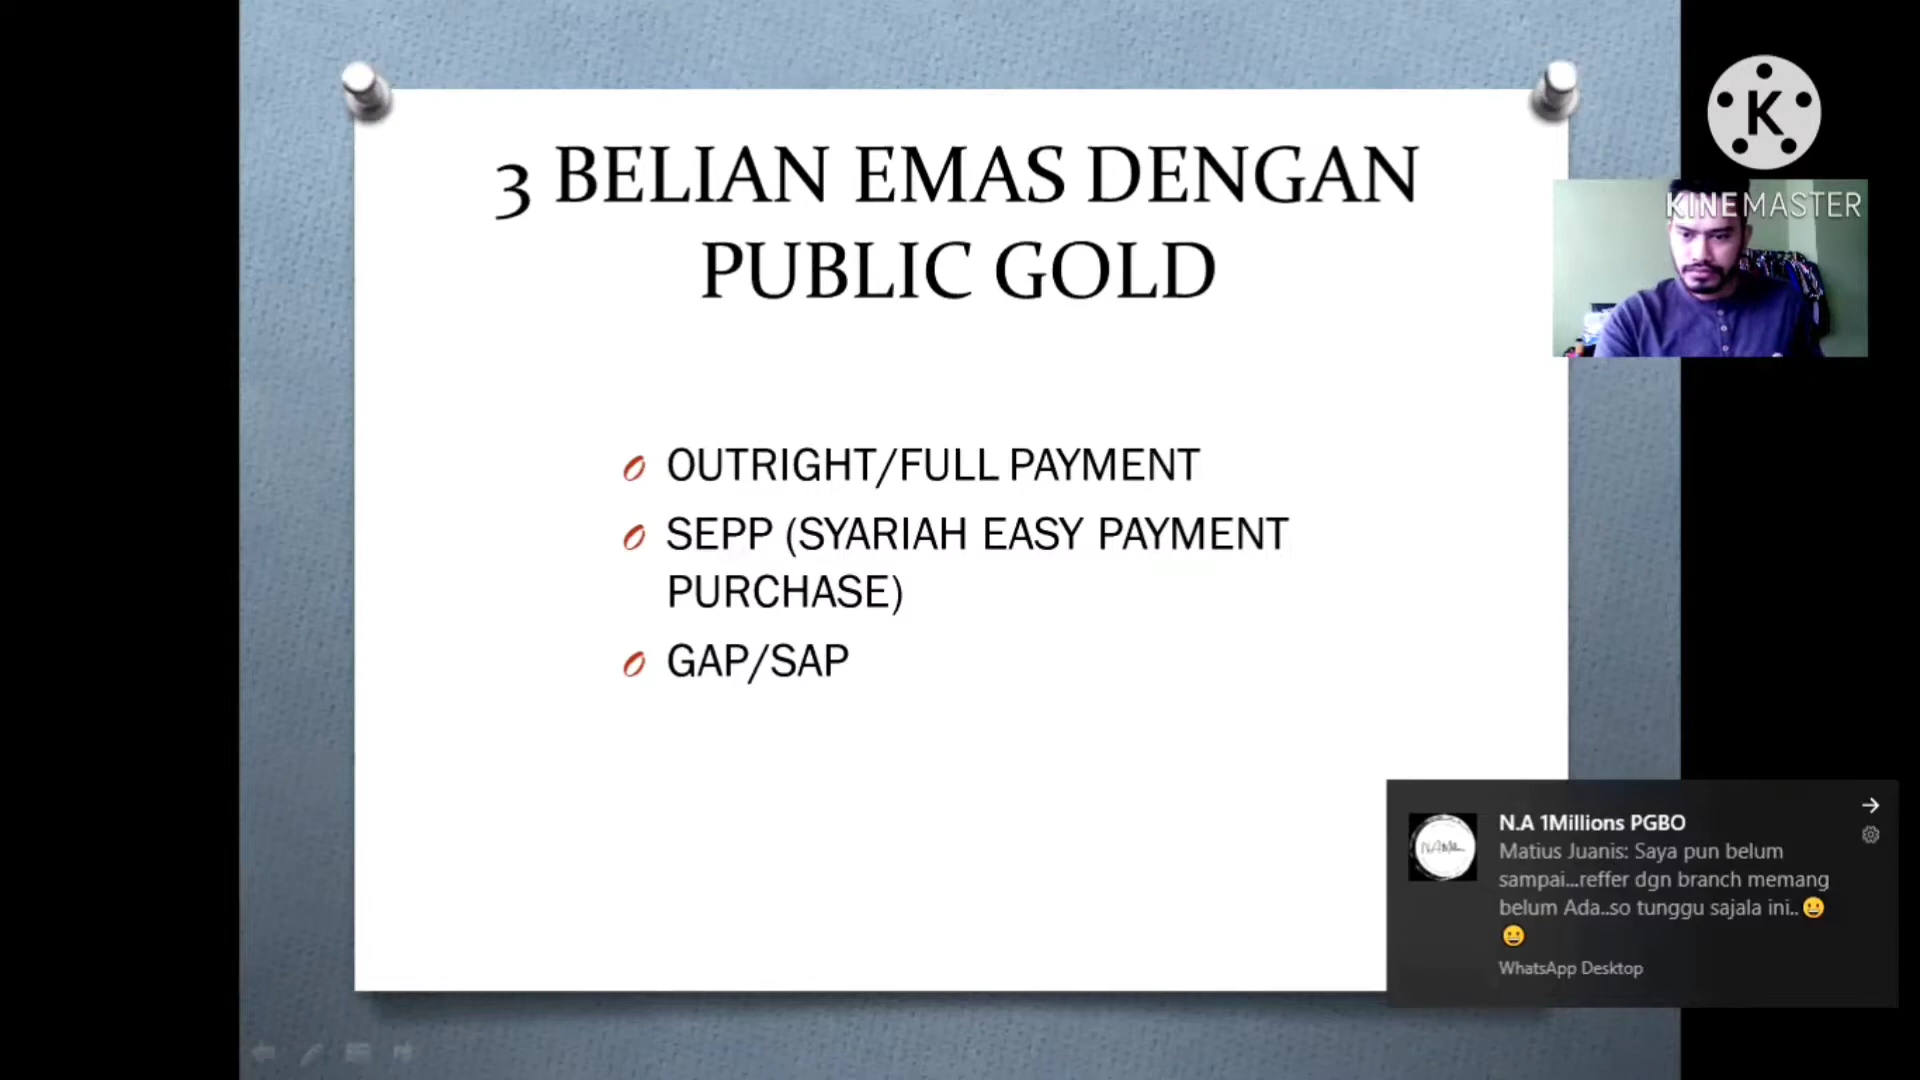 3 BELIAN EMAS DENGAN
PUBLIC GOLD
OUTRIGHT/FULL PAYMENT
SEPP (SYARIAH EASY PAYMENT
PURCHASE)
GAP/SAP
K
KINEMASTER
N.A 1Millions PGBO
Matius Juanis: Saya pun belum
sampai...reffer dgn branch memang
belum Ada..so tunggu sajala ini..😀
😀
WhatsApp Desktop